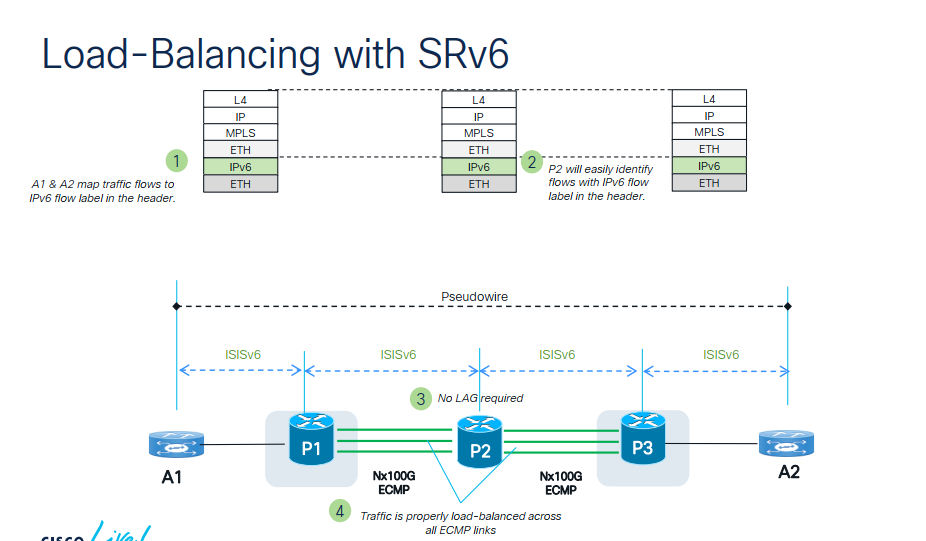 Load-Balancing with SRv6
L4
IP
MPLS
ETH
IPv6
ETH
L4
IP
MPLS
ETH
IPv6
ETH
L4
IP
MPLS
ETH
IPv6
ETH
1
A1 & A2 map traffic flows to
IPv6 flow label in the header.
2
P2 will easily identify
flows with IPv6 flow
label in the header.
Pseudowire
ISISv6
ISISv6
ISISv6
ISISv6
3
No LAG required
P1
P2
P3
A1
A2
Nx100G
ECMP
Nx100G
ECMP
4
Traffic is properly load-balanced across
all ECMP links
CISCO Live!